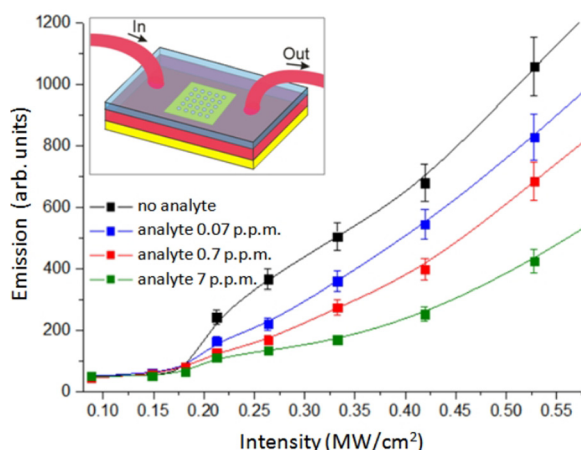 1200
1000
800
600
400
200
0
Emission (arb. units)
In
Out
no analyte
analyte 0.07 p.p.m.
analyte 0.7 p.p.m.
analyte 7 p.p.m.
0.10 0.15 0.20 0.25 0.30 0.35 0.40 0.45 0.50 0.55
Intensity (MW/cm²)